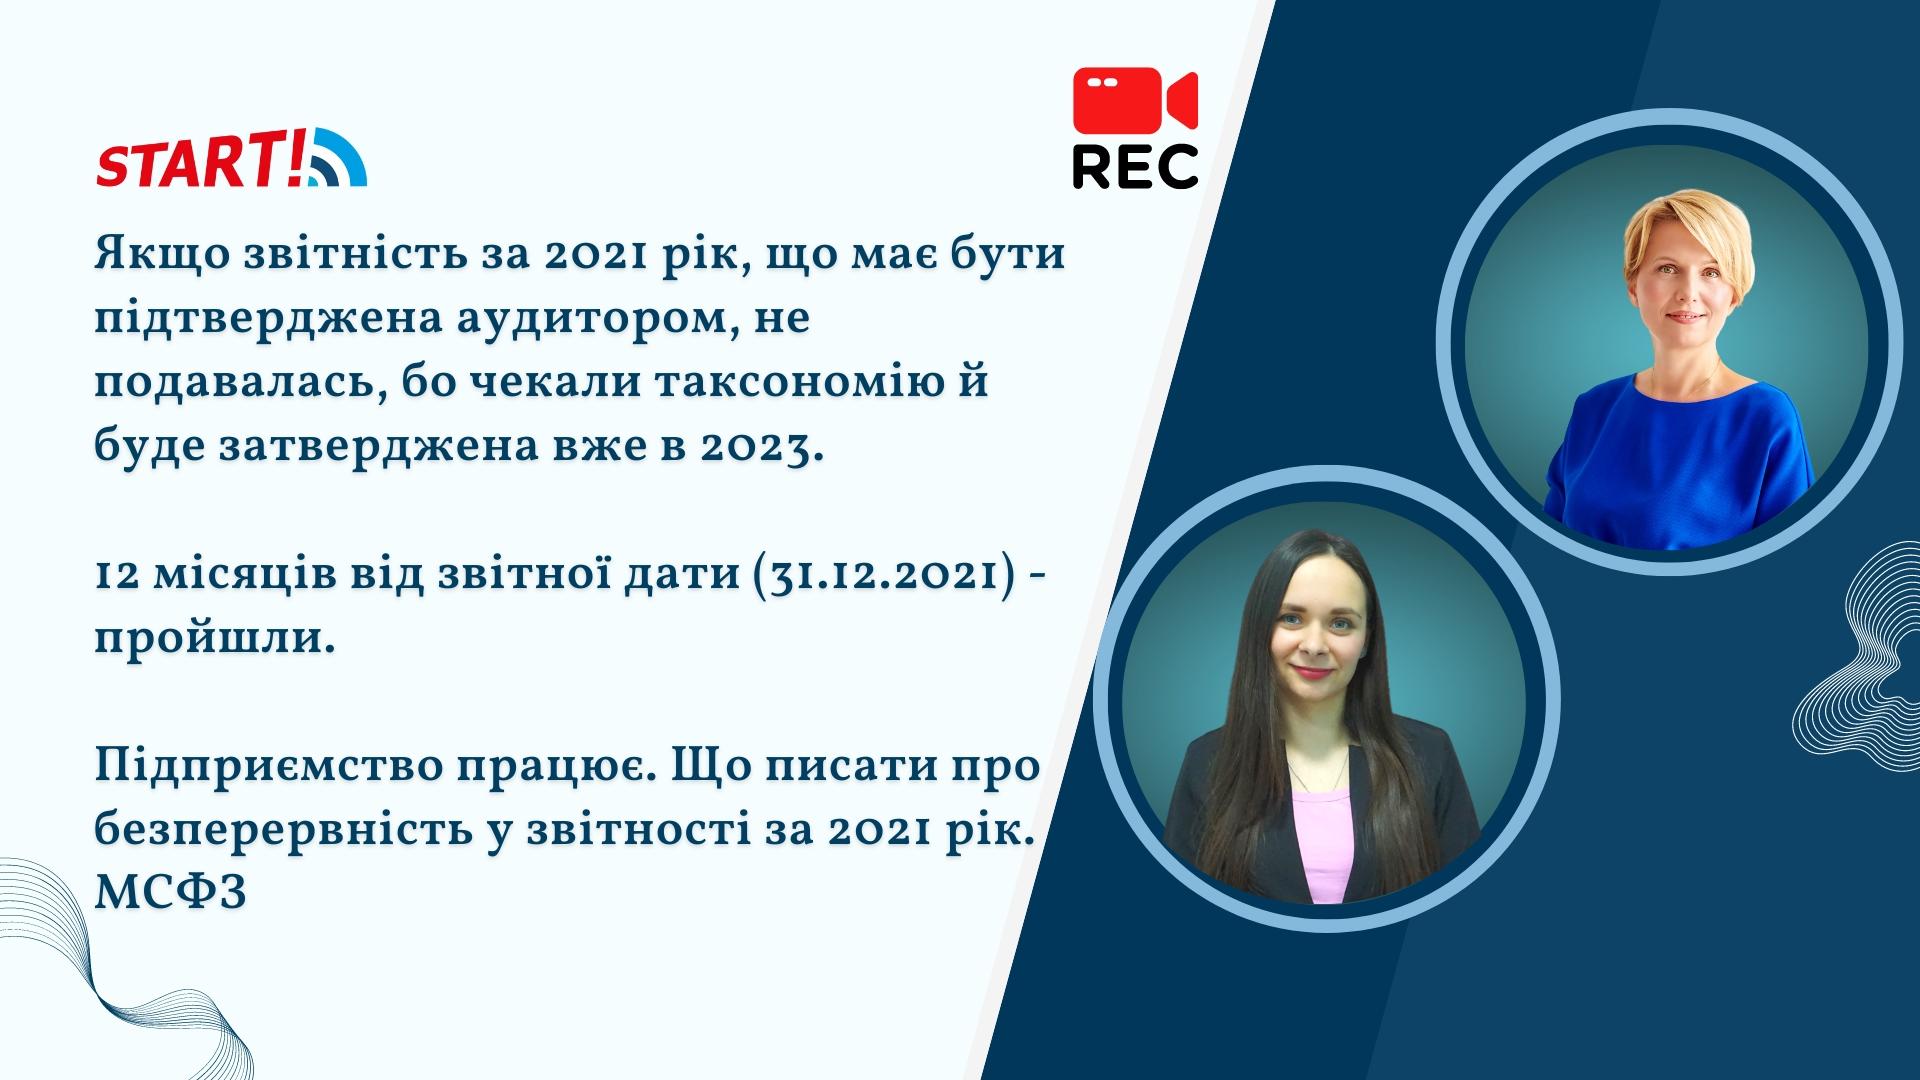 START!
REC
Якщо звітність за 2021 рік, що має бути
підтверджена аудитором, не
подавалась, бо чекали таксономію й
буде затверджена вже в 2023.
12 місяців від звітної дати (31.12.2021) -
пройшли.
Підприємство працює. Що писати про
безперервність у звітності за 2021 рік.
МСФЗ